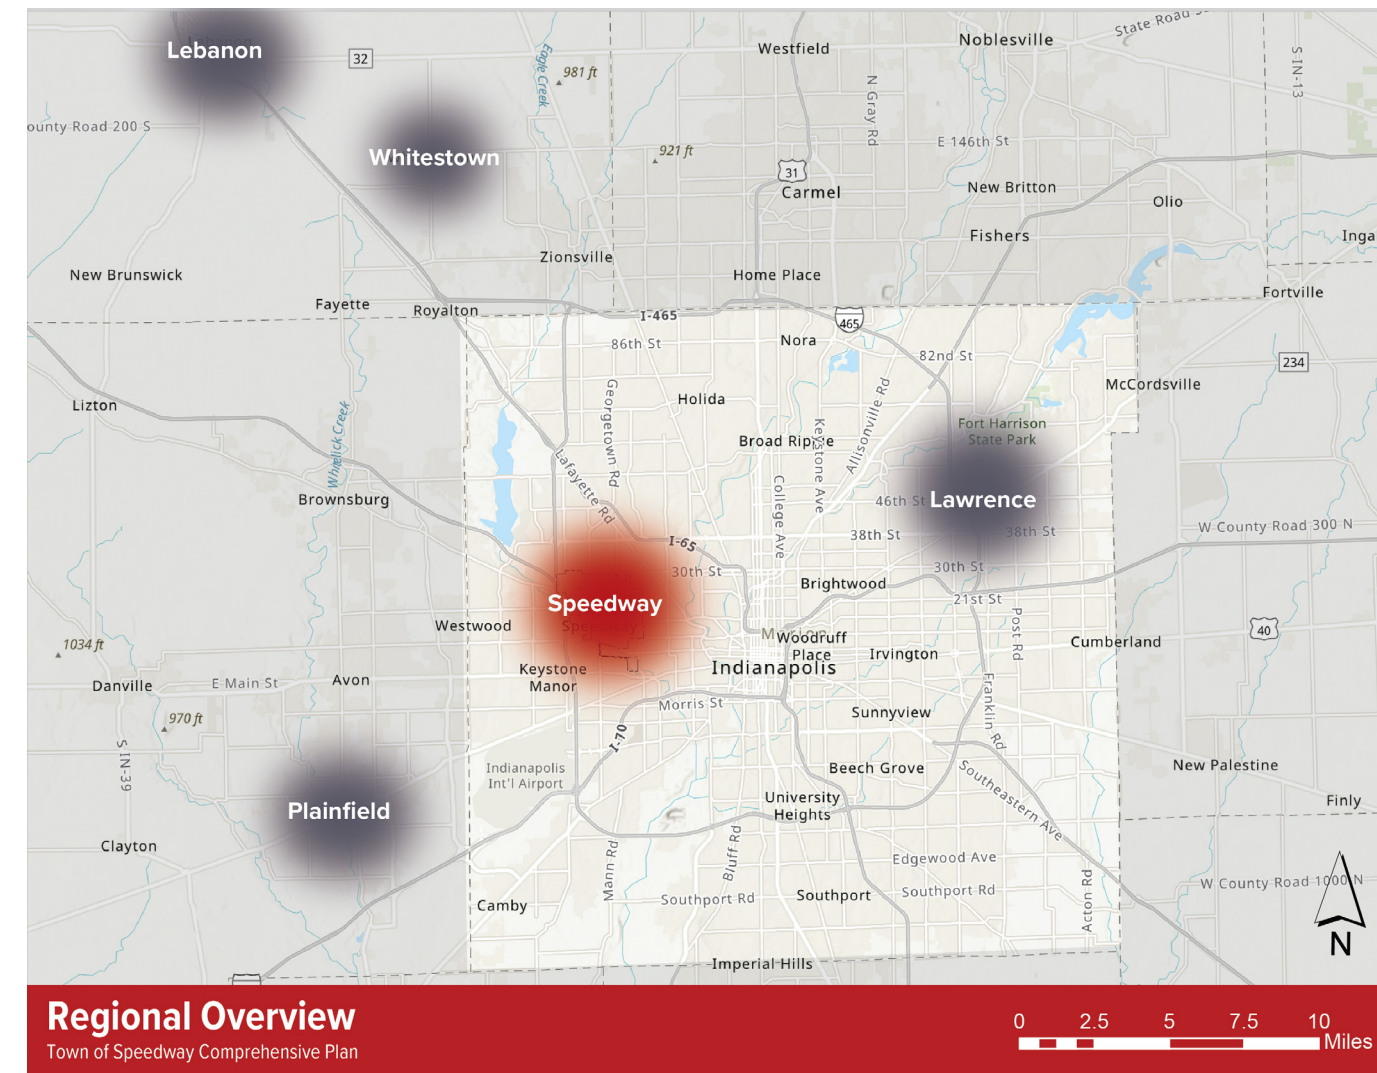 Lebanon
32
Eagle Creek
981 ft
Westfield
Noblesville
State Road
S IN-13
N Gray Rd
ounty Road 200 S
Whitestown
921 ft
E 146th St
31
Carmel
New Britton
Olio
Fishers
Inga
Zionsville
New Brunswick
Home Place
Fayette
Royalton
Fortville
I-465
465
86th St
Nora
82nd St
234
McCordsville
Lizton
Georgetown Rd
Holida
Keystone Ave
Allisonville Rd
Whitelick Creek
Broad Ripple
Fort Harrison
State Park
Lafayette Rd
College Ave
Brownsburg
46th St
Lawrence
W County Road 300 N
38th St
38th St
I-65
30th St
30th St
Brightwood
Speedway
Speedway
21st St
Post Rd
Westwood
Woodruff
Place
40
Cumberland
1034 ft
Irvington
Keystone
Manor
Indianapolis
Danville
E Main St
Avon
Franklin Rd
970 ft
Morris St
Sunnyview
S IN-39
I-70
Indianapolis
Int'l Airport
Beech Grove
Southeastern Ave
New Palestine
Plainfield
University
Heights
Finly
Clayton
Mann Rd
Bluff Rd
Edgewood Ave
Acton Rd
W County Road 1000 N
Southport Rd
Southport
Southport Rd
Camby
N
Imperial Hills
Regional Overview
Town of Speedway Comprehensive Plan
0 2.5 5 7.5 10
Miles